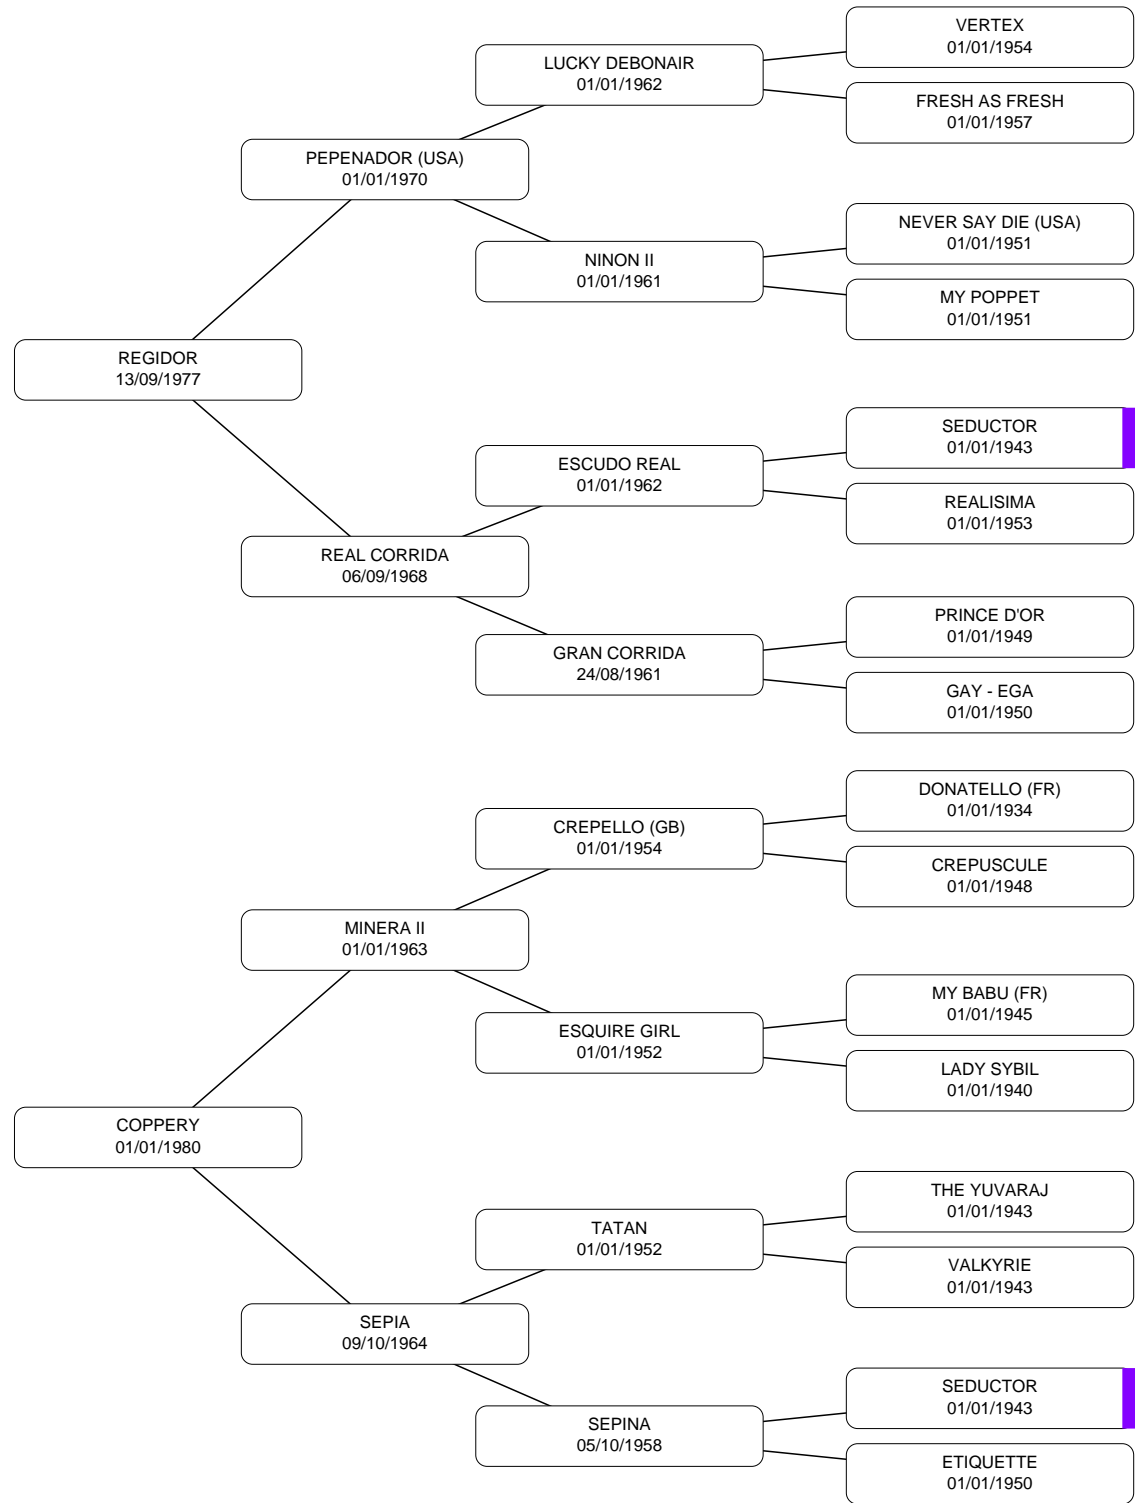 VERTEX
01/01/1954
LUCKY DEBONAIR
01/01/1962
FRESH AS FRESH
01/01/1957
PEPENADOR (USA)
01/01/1970
NEVER SAY DIE (USA)
01/01/1951
NINON II
01/01/1961
MY POPPET
01/01/1951
REGIDOR
13/09/1977
SEDUCTOR
01/01/1943
ESCUDO REAL
01/01/1962
REALISIMA
01/01/1953
REAL CORRIDA
06/09/1968
PRINCE D'OR
01/01/1949
GRAN CORRIDA
24/08/1961
GAY - EGA
01/01/1950
DONATELLO (FR)
01/01/1934
CREPELLO (GB)
01/01/1954
CREPUSCULE
01/01/1948
MINERA II
01/01/1963
MY BABU (FR)
01/01/1945
ESQUIRE GIRL
01/01/1952
LADY SYBIL
01/01/1940
COPPERY
01/01/1980
THE YUVARAJ
01/01/1943
TATAN
01/01/1952
VALKYRIE
01/01/1943
SEPIA
09/10/1964
SEDUCTOR
01/01/1943
SEPINA
05/10/1958
ETIQUETTE
01/01/1950